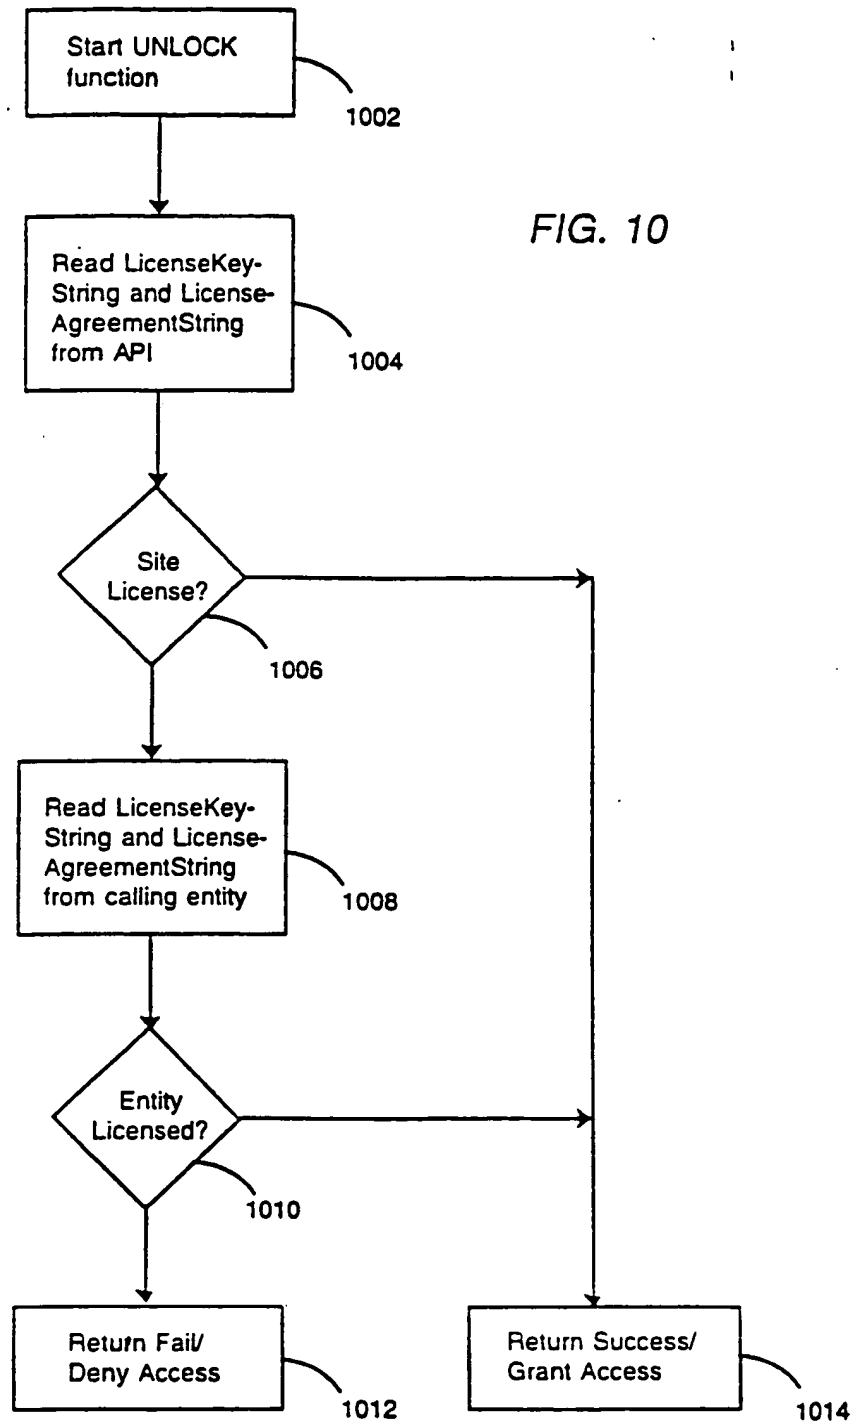 Start UNLOCK
function
1002
FIG. 10
Read LicenseKey-
String and License-
AgreementString
from API
1004
Site
License?
1006
Read LicenseKey-
String and License-
AgreementString
from calling entity
1008
Entity
Licensed?
1010
Return Fail/
Deny Access
1012
Return Success/
Grant Access
1014